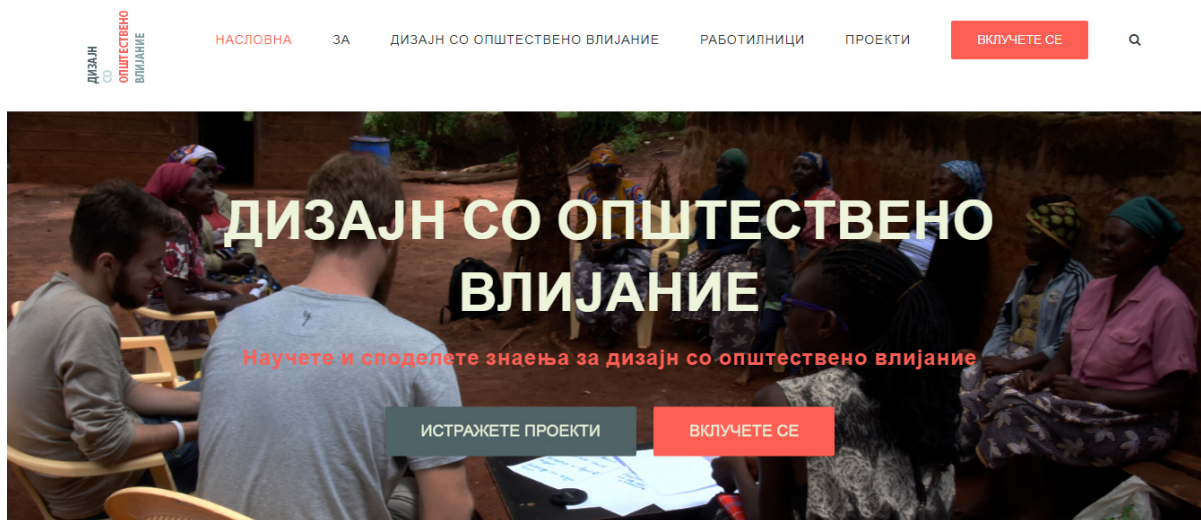 ДИЗАЈН
СО
ОПШТЕСТВЕНО
ВЛИЈАНИЕ
НАСЛОВНА
ЗА
ДИЗАЈН СО ОПШТЕСТВЕНО ВЛИЈАНИЕ
РАБОТИЛНИЦИ
ПРОЕКТИ
ВКЛУЧЕТЕ СЕ
ДИЗАЈН СО ОПШТЕСТВЕНО
ВЛИЈАНИЕ
Научете и споделете знаења за дизајн со општествено влијание
ИСТРАЖЕТЕ ПРОЕКТИ
ВКЛУЧЕТЕ СЕ